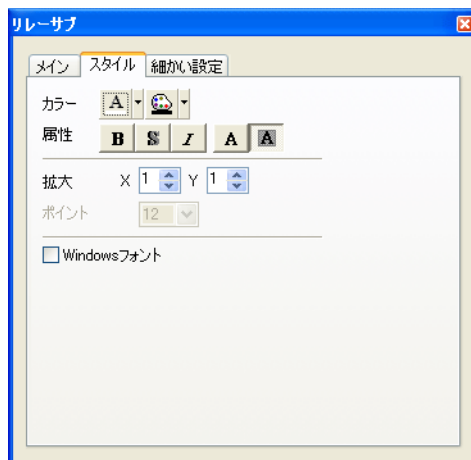 リレーサブ
メイン スタイル 細かい設定
カラー A
属性 B S I A A
拡大 X 1 Y 1
ポイント 12
Windowsフォント